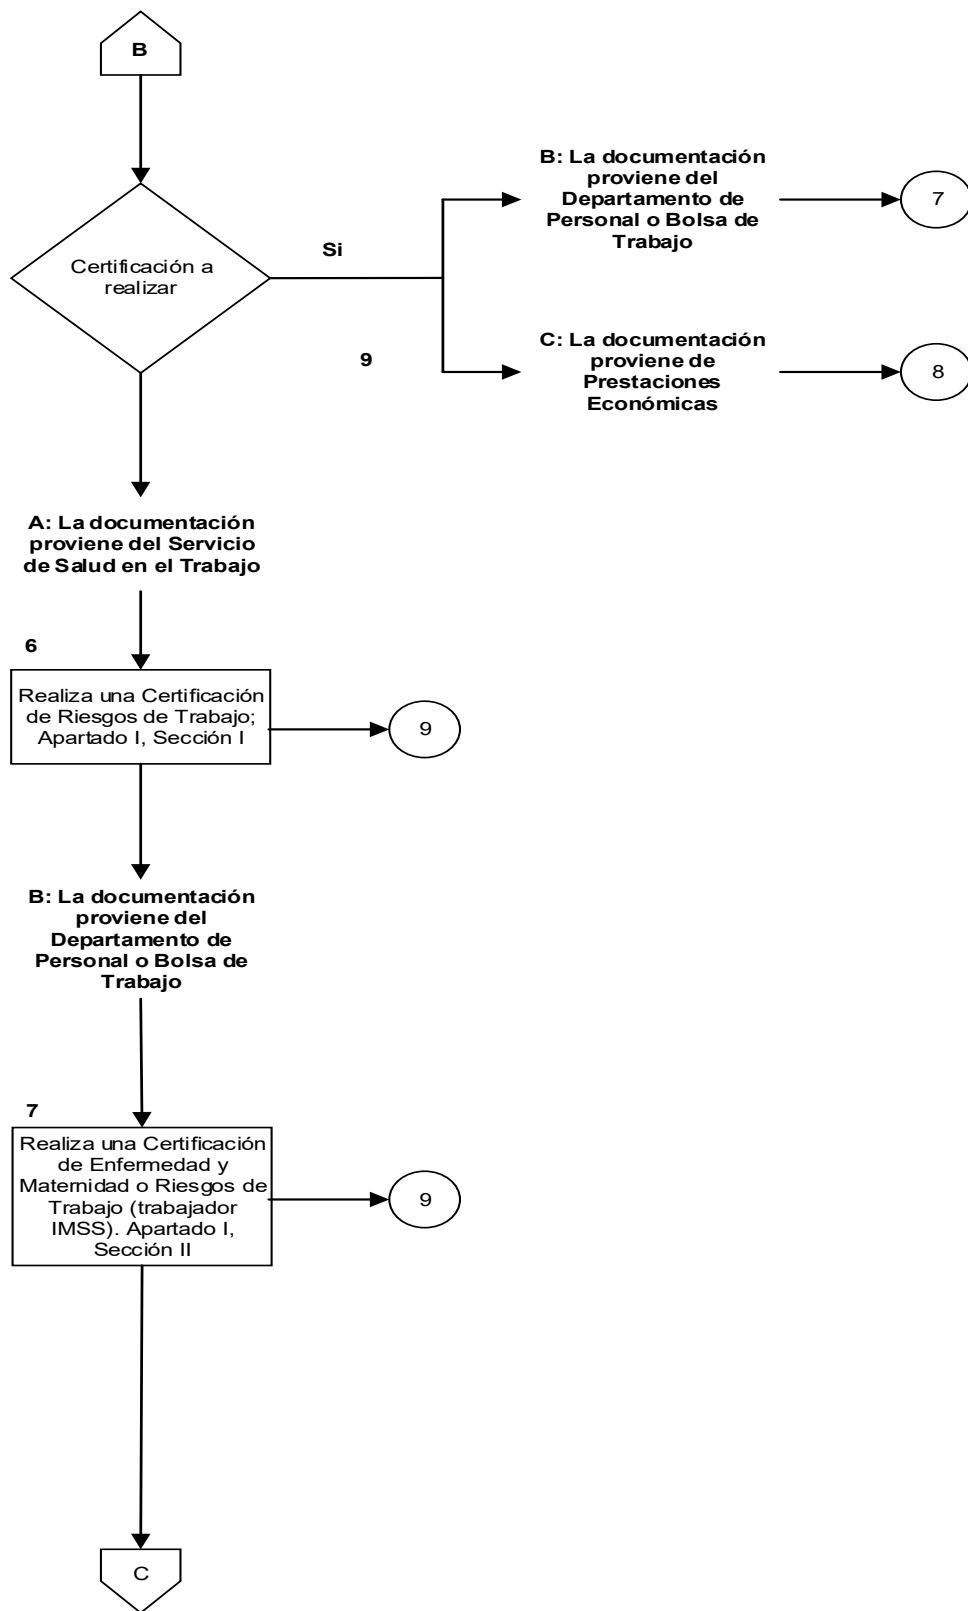 B
Certificación a
realizar
Si
9
B: La documentación
proviene del
Departamento de
Personal o Bolsa de
Trabajo
7
C: La documentación
proviene de
Prestaciones
Económicas
8
A: La documentación
proviene del Servicio
de Salud en el Trabajo
6
Realiza una Certificación
de Riesgos de Trabajo;
Apartado I, Sección I
9
B: La documentación
proviene del
Departamento de
Personal o Bolsa de
Trabajo
7
Realiza una Certificación
de Enfermedad y
Maternidad o Riesgos de
Trabajo (trabajador
IMSS). Apartado I,
Sección II
9
C